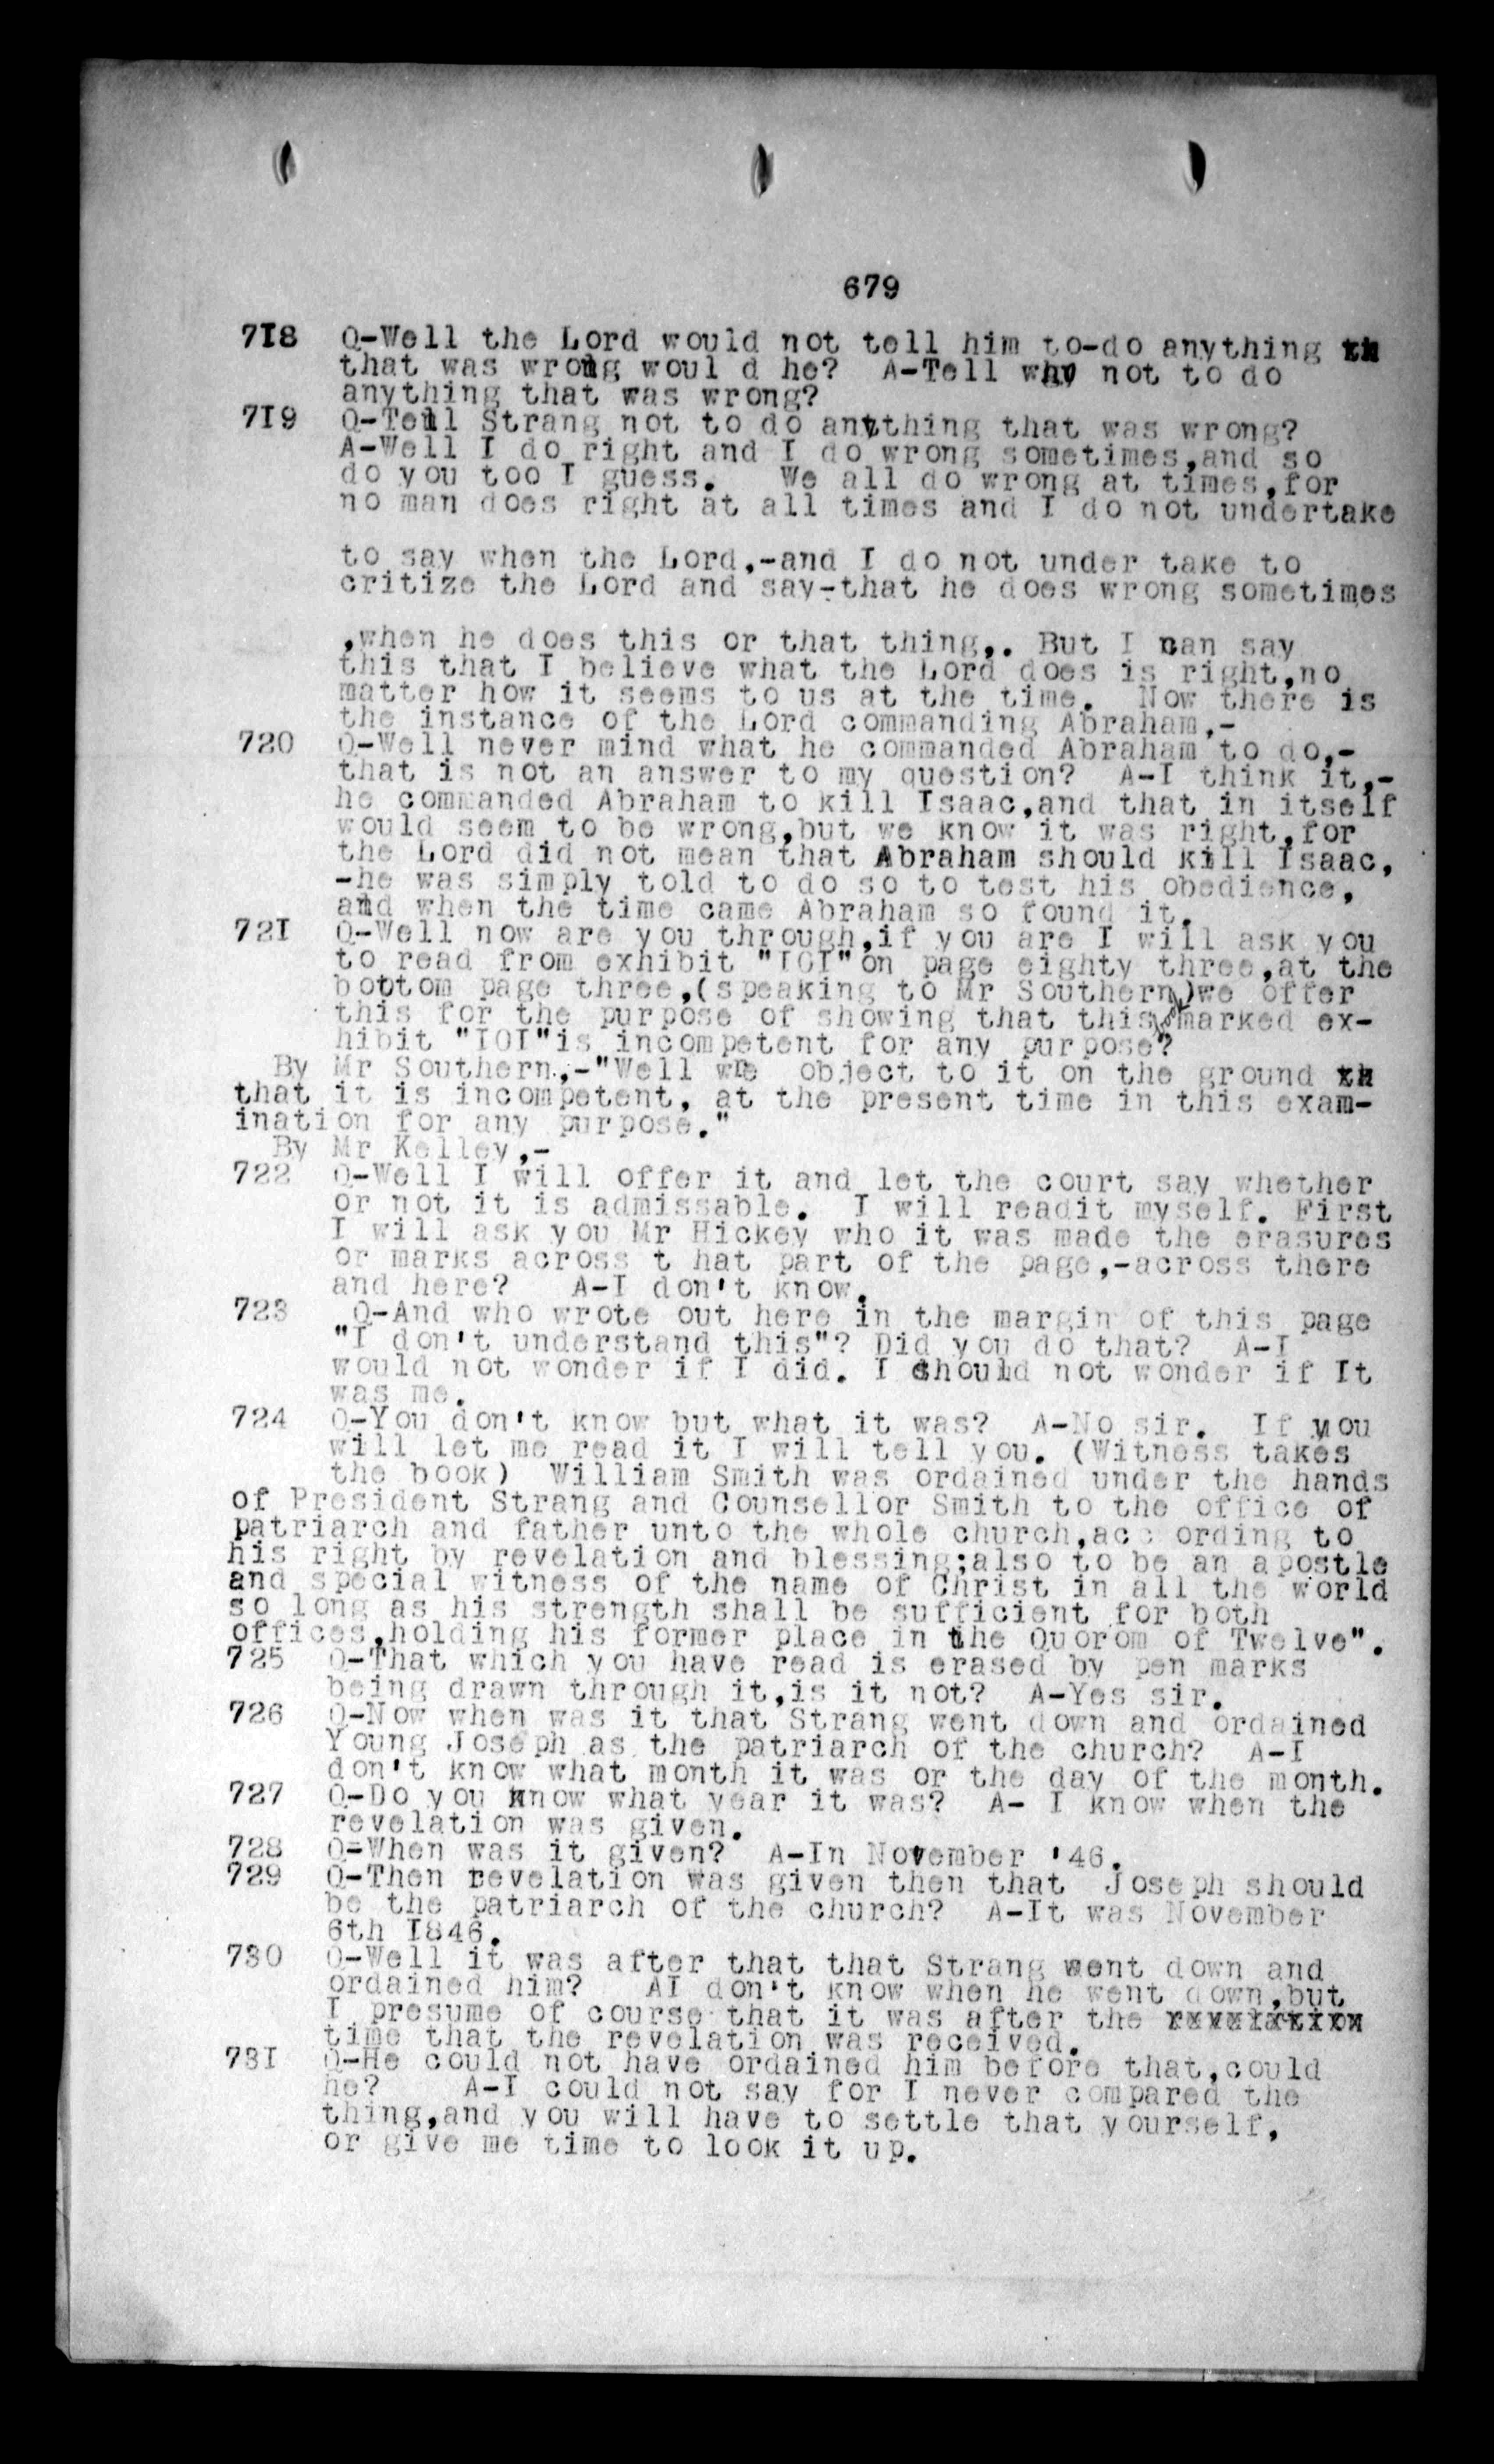 679
718 Q-Well the Lord would not tell him to-do anything th
that was wrong woul d he? A-Tell why not to do
anything that was wrong?
719 Q-Tell Strang not to do antthing that was wrong?
A-Well I do right and I do wrong sometimes,and so
do you too I guess. We all do wrong at times,for
no man does right at all times and I do not undertake
to say when the Lord,-and I do not under take to
critize the Lord and say-that he does wrong sometimes
,when he does this or that thing,. But I can say
this that I believe what the Lord does is right,no
matter how it seems to us at the time. Now there is
the instance of the Lord commanding Abraham,-
720 Q-Well never mind what he commanded Abraham to do,-
that is not an answer to my question? A-I think it,-
he commanded Abraham to kill Isaac,and that in itself
would seem to be wrong,but we know it was right,for
the Lord did not mean that Abraham should kill Isaac,
-he was simply told to do so to test his obedience,
and when the time came Abraham so found it.
72I Q-Well now are you through,if you are I will ask you
to read from exhibit "IOI"on page eighty three,at the
bottom page three,(speaking to Mr Southern)we offer
this for the purpose of showing that this book marked ex-
hibit "IOI"is incompetent for any purpose?
By Mr Southern.,-"Well we object to it on the ground th
that it is incompetent, at the present time in this exam-
ination for any purpose."
By Mr Kelley,-
722 Q-Well I will offer it and let the court say whether
or not it is admissable. I will readit myself. First
I will ask you Mr Hickey who it was made the erasures
or marks across t hat part of the page,-across there
and here? A-I don't know.
723 Q-And who wrote out here in the margin of this page
"I don't understand this"? Did you do that? A-I
would not wonder if I did. I should not wonder if It
was me.
724 Q-You don't know but what it was? A-No sir. If you
will let me read it I will tell you. (Witness takes
the book) William Smith was ordained under the hands
of President Strang and Counsellor Smith to the office of
patriarch and father unto the whole church,acc ording to
his right by revelation and blessing;also to be an apostle
and special witness of the name of Christ in all the world
so long as his strength shall be sufficient for both
offices,holding his former place in the Quorom of Twelve".
725 Q-That which you have read is erased by pen marks
being drawn through it,is it not? A-Yes sir.
726 Q-Now when was it that Strang went down and ordained
Young Joseph as the patriarch of the church? A-I
don't know what month it was or the day of the month.
727 Q-Do you know what year it was? A- I know when the
revelation was given.
728 Q-When was it given? A-In November '46.
729 Q-Then revelation was given then that Joseph should
be the patriarch of the church? A-It was November
6th I846.
730 Q-Well it was after that that Strang went down and
ordained him? AI don't know when he went down,but
I presume of course that it was after the
time that the revelation was received.
73I Q-He could not have ordained him before that,could
he? A-I could not say for I never compared the
thing,and you will have to settle that yourself,
or give me time to look it up.